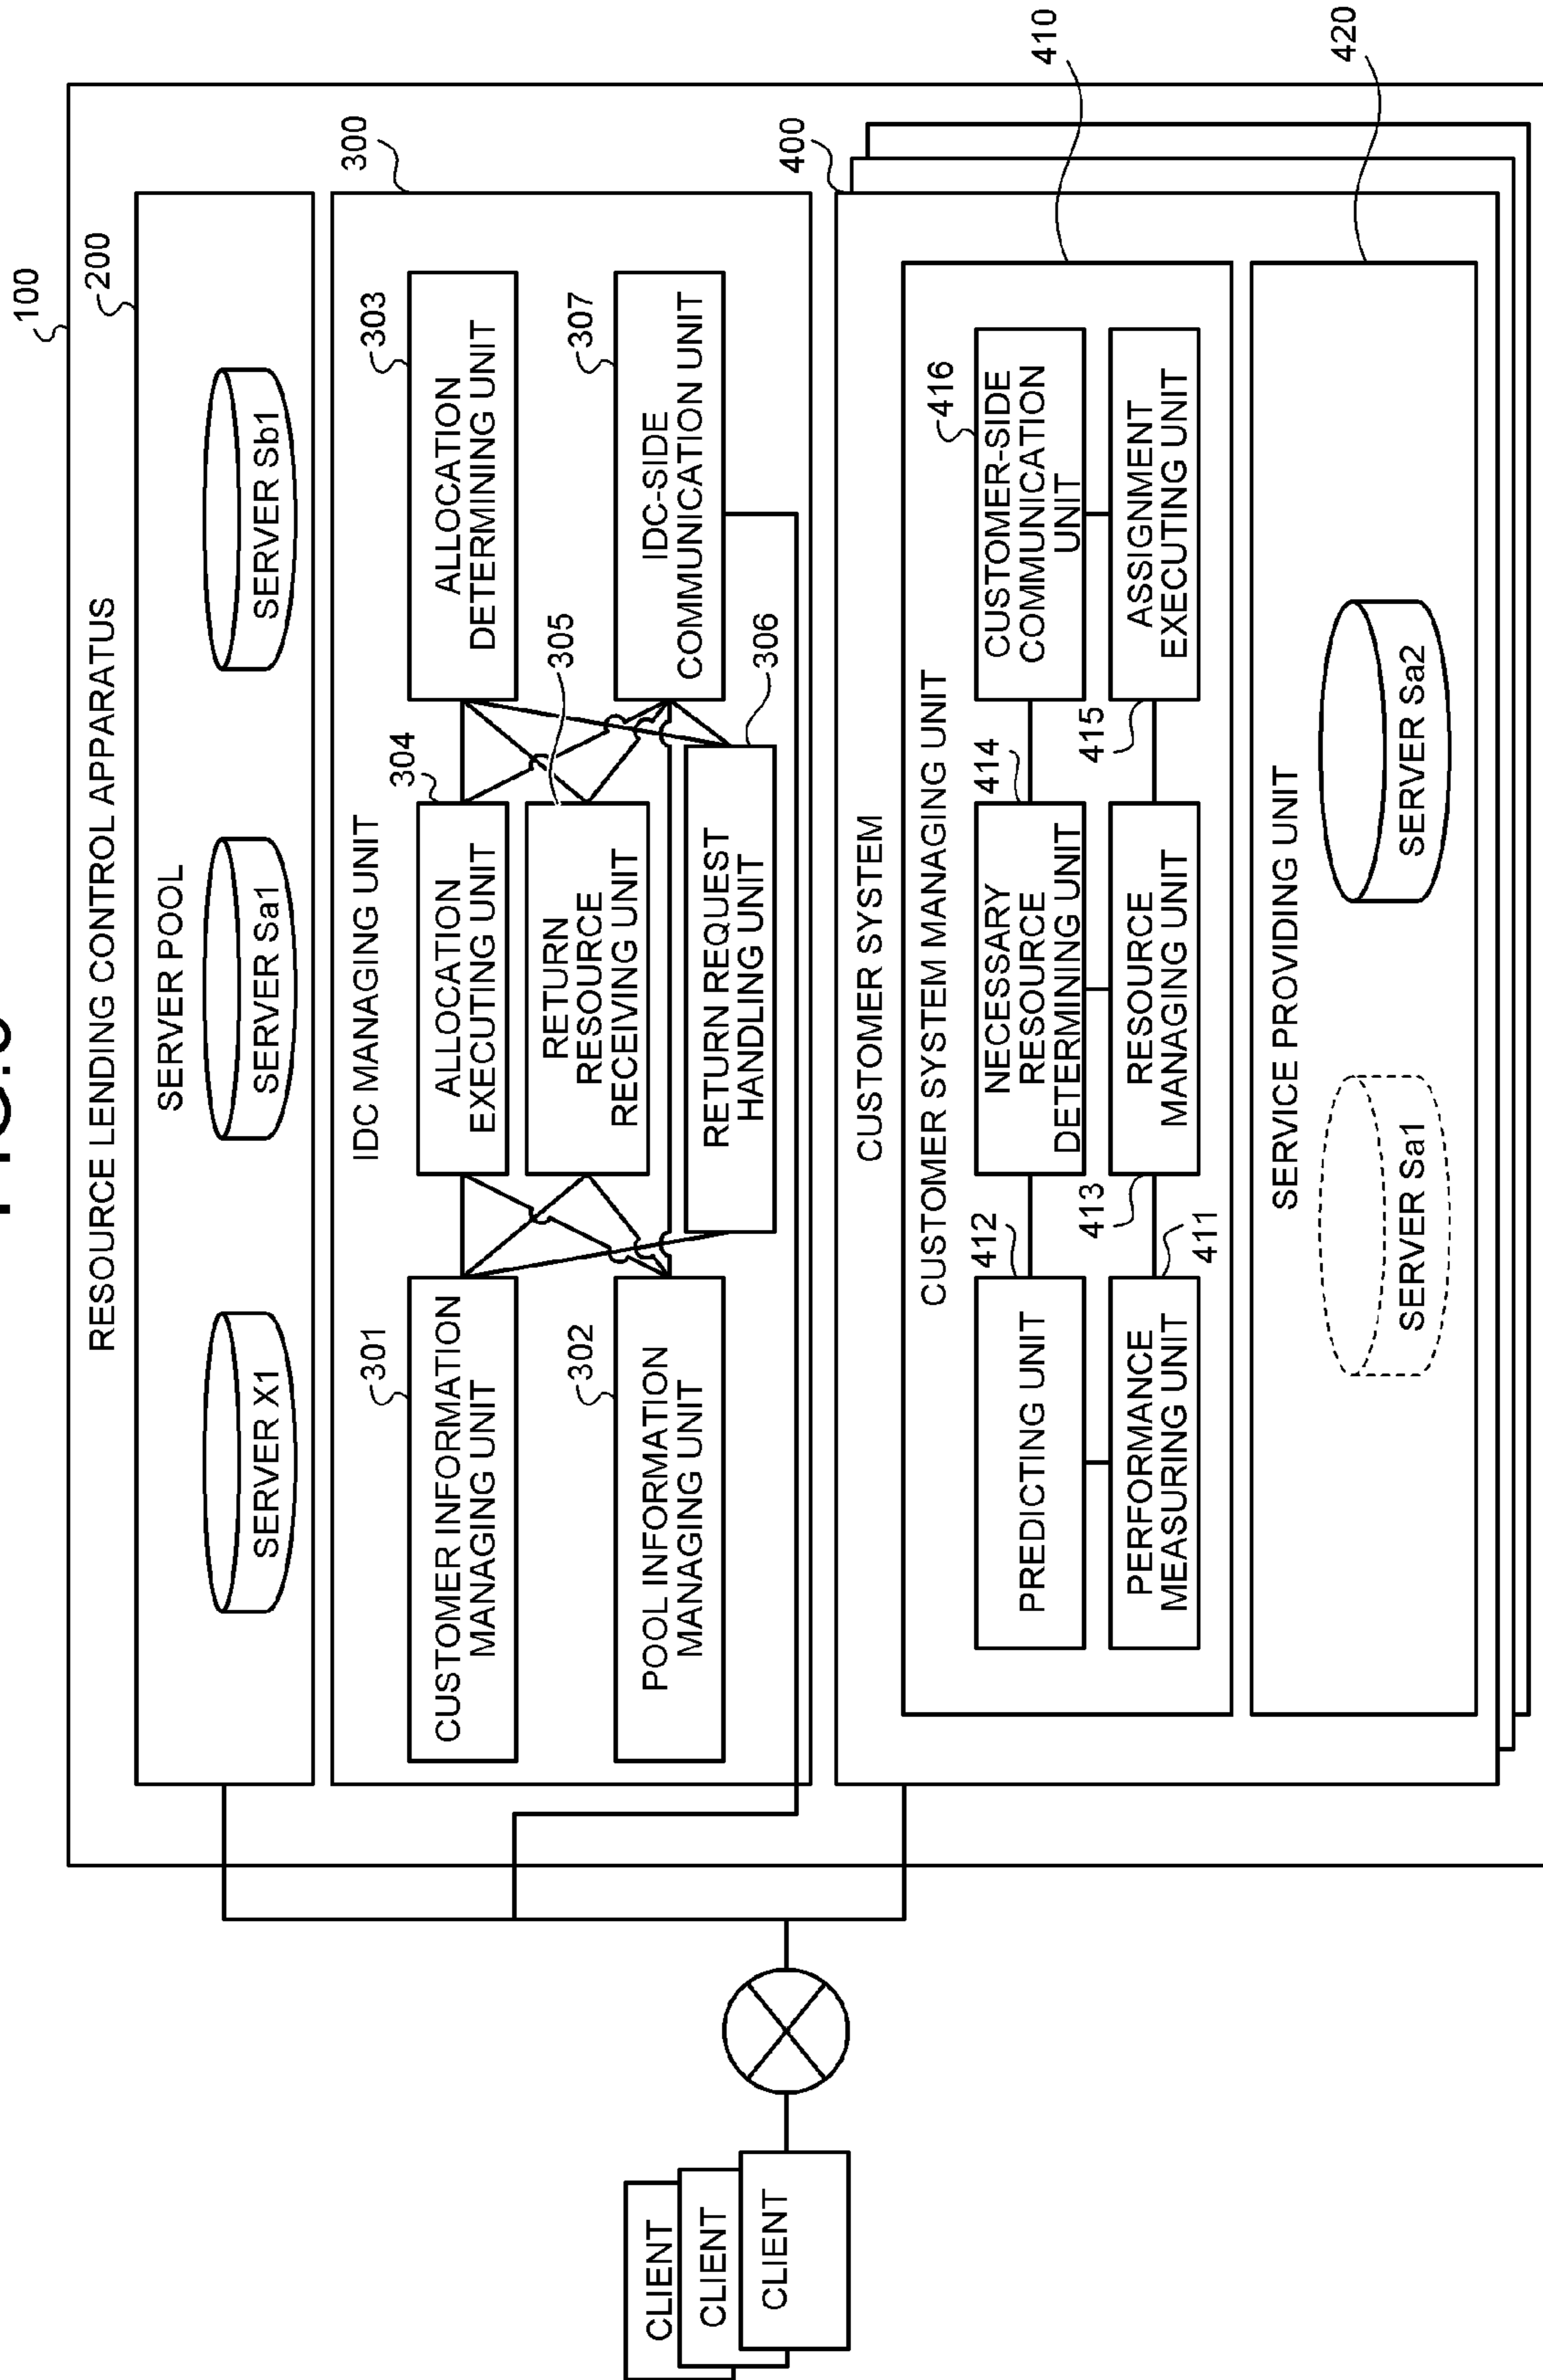 100
RESOURCE LENDING CONTROL APPARATUS
200
SERVER POOL
SERVER X1
SERVER Sa1
SERVER Sb1
300
IDC MANAGING UNIT
301
CUSTOMER INFORMATION
MANAGING UNIT
304
ALLOCATION
EXECUTING UNIT
303
ALLOCATION
DETERMINING UNIT
305
RETURN
RESOURCE
RECEIVING UNIT
302
POOL INFORMATION
MANAGING UNIT
307
IDC-SIDE
COMMUNICATION UNIT
306
RETURN REQUEST
HANDLING UNIT
400
CUSTOMER SYSTEM
410
CUSTOMER SYSTEM MANAGING UNIT
412
PREDICTING UNIT
414
NECESSARY
RESOURCE
DETERMINING UNIT
416
CUSTOMER-SIDE
COMMUNICATION
UNIT
411
PERFORMANCE
MEASURING UNIT
413
RESOURCE
MANAGING UNIT
415
ASSIGNMENT
EXECUTING UNIT
420
SERVICE PROVIDING UNIT
SERVER Sa1
SERVER Sa2
CLIENT
CLIENT
CLIENT